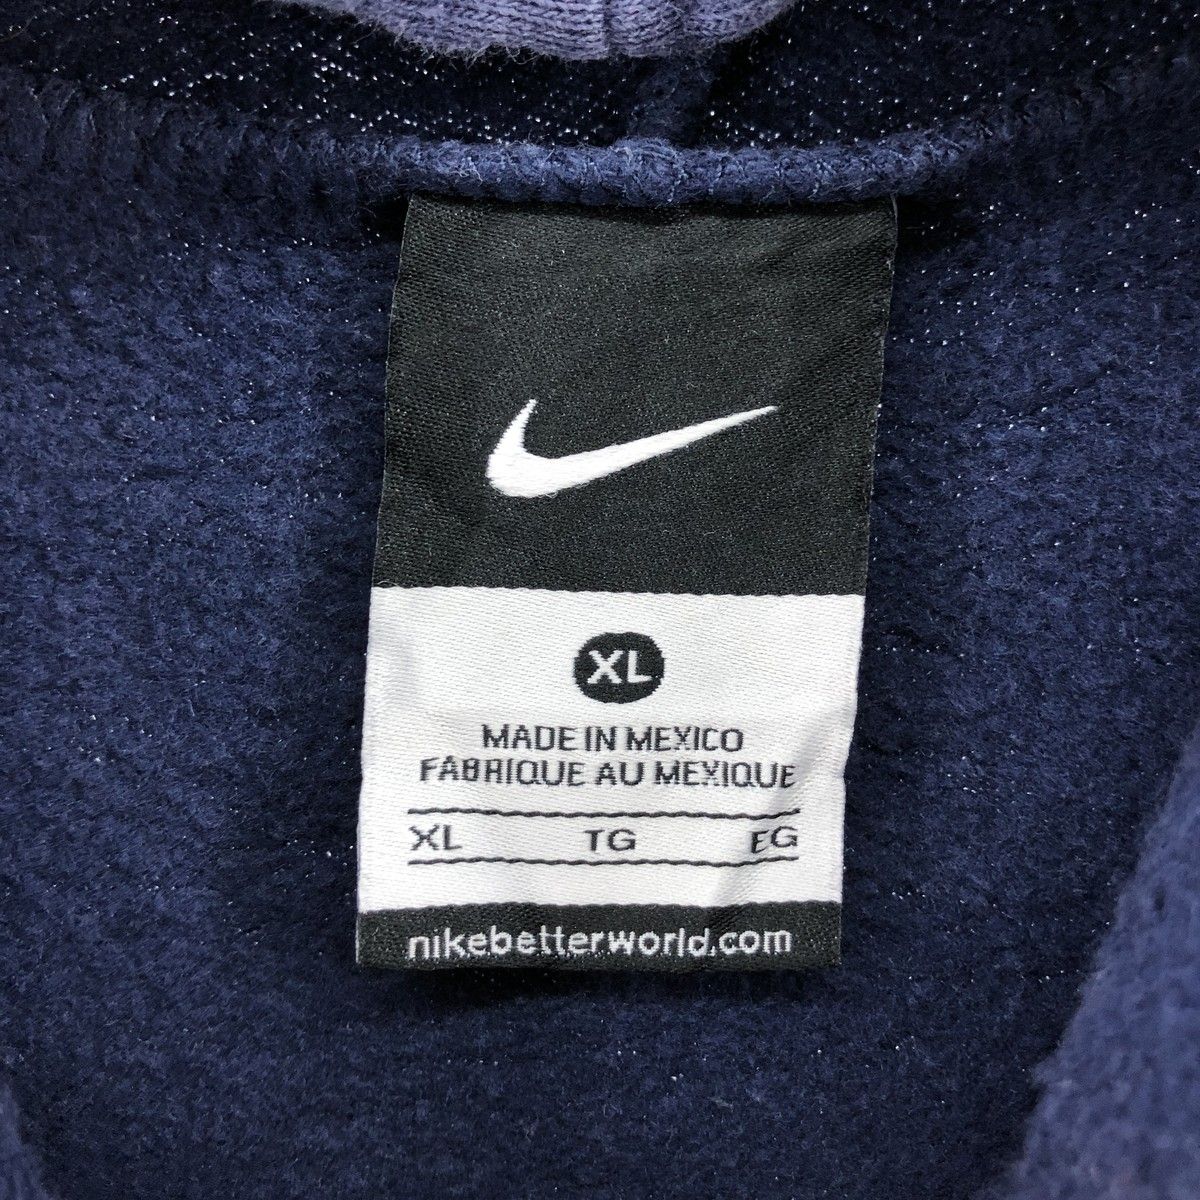 XL
MADE IN MEXICO
FABRIQUE AU MEXIQUE
XL TG EG
nikebetterworld.com